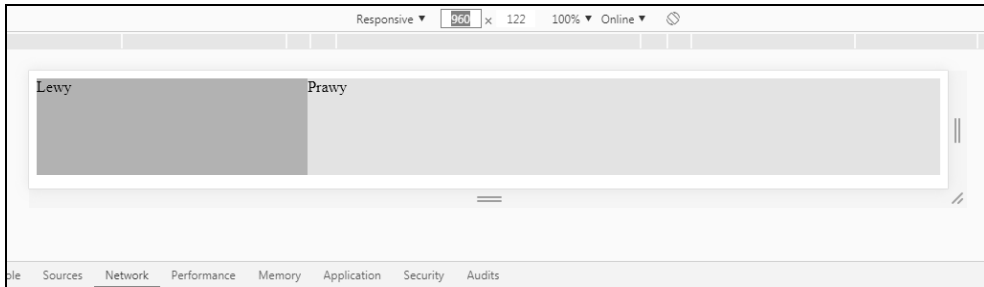 Responsive ▼ 960 × 122 100% ▼ Online ▼
Lewy Prawy
ole Sources Network Performance Memory Application Security Audits